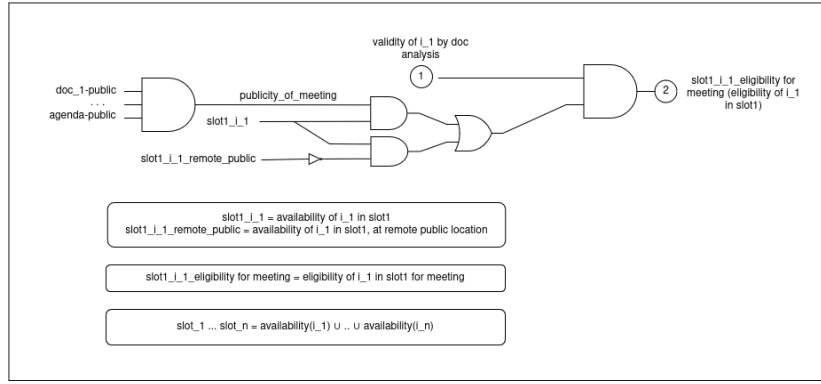 validity of i_1 by doc
analysis
1
doc_1-public
. . .
agenda-public
publicity_of_meeting
slot1_i_1
slot1_i_1_remote_public
2
slot1_i_1_eligibility for
meeting (eligibility of i_1
in slot1)
slot1_i_1 = availability of i_1 in slot1
slot1_i_1_remote_public = availability of i_1 in slot1, at remote public location
slot1_i_1_eligibility for meeting = eligibility of i_1 in slot1 for meeting
slot_1 ... slot_n = availability(i_1) ∪ .. ∪ availability(i_n)